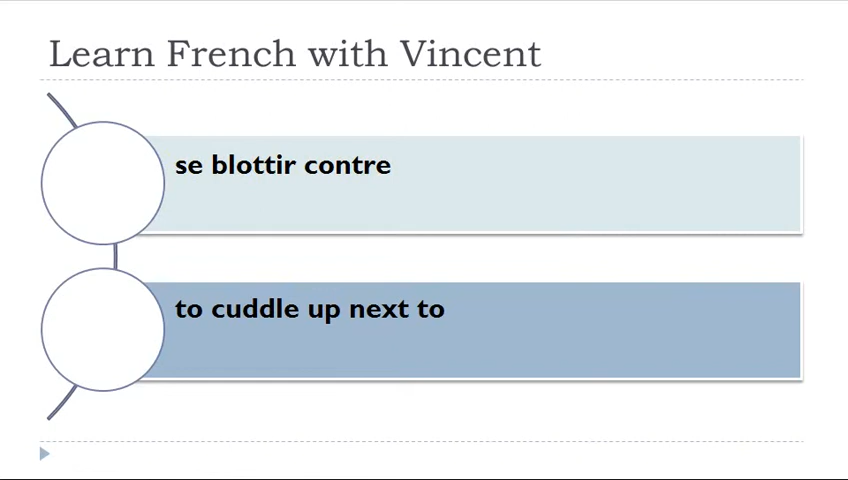 Learn French with Vincent
se blottir contre
to cuddle up next to